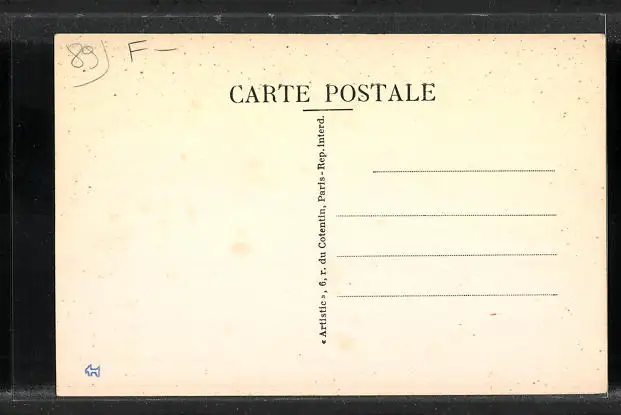 89) F-
CARTE POSTALE
« Artistic », 6, r. du Cotentin, Paris - Rep. Interd.